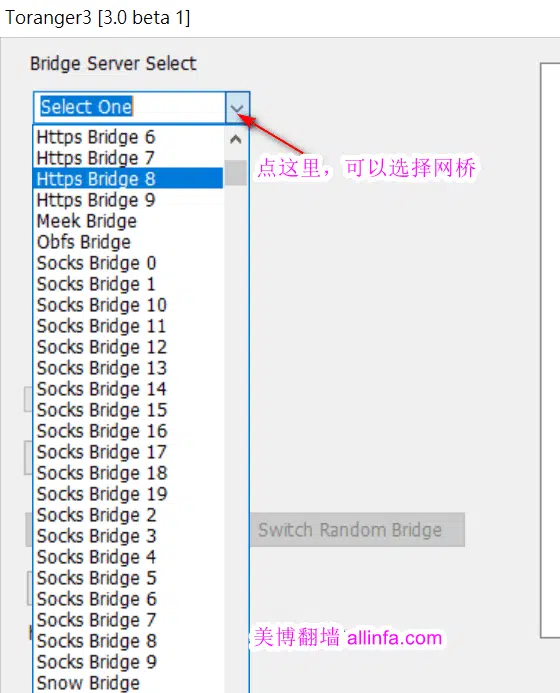 Toranger3 [3.0 beta 1]
Bridge Server Select
Select One
Https Bridge 6
Https Bridge 7
Https Bridge 8
Https Bridge 9
Meek Bridge
Obfs Bridge
Socks Bridge 0
Socks Bridge 1
Socks Bridge 10
Socks Bridge 11
Socks Bridge 12
Socks Bridge 13
Socks Bridge 14
Socks Bridge 15
Socks Bridge 16
Socks Bridge 17
Socks Bridge 18
Socks Bridge 19
Socks Bridge 2
Socks Bridge 3
Socks Bridge 4
Socks Bridge 5
Socks Bridge 6
Socks Bridge 7
Socks Bridge 8
Socks Bridge 9
Snow Bridge
点这里，可以选择网桥
Switch Random Bridge
美博翻墙 allinfa.com